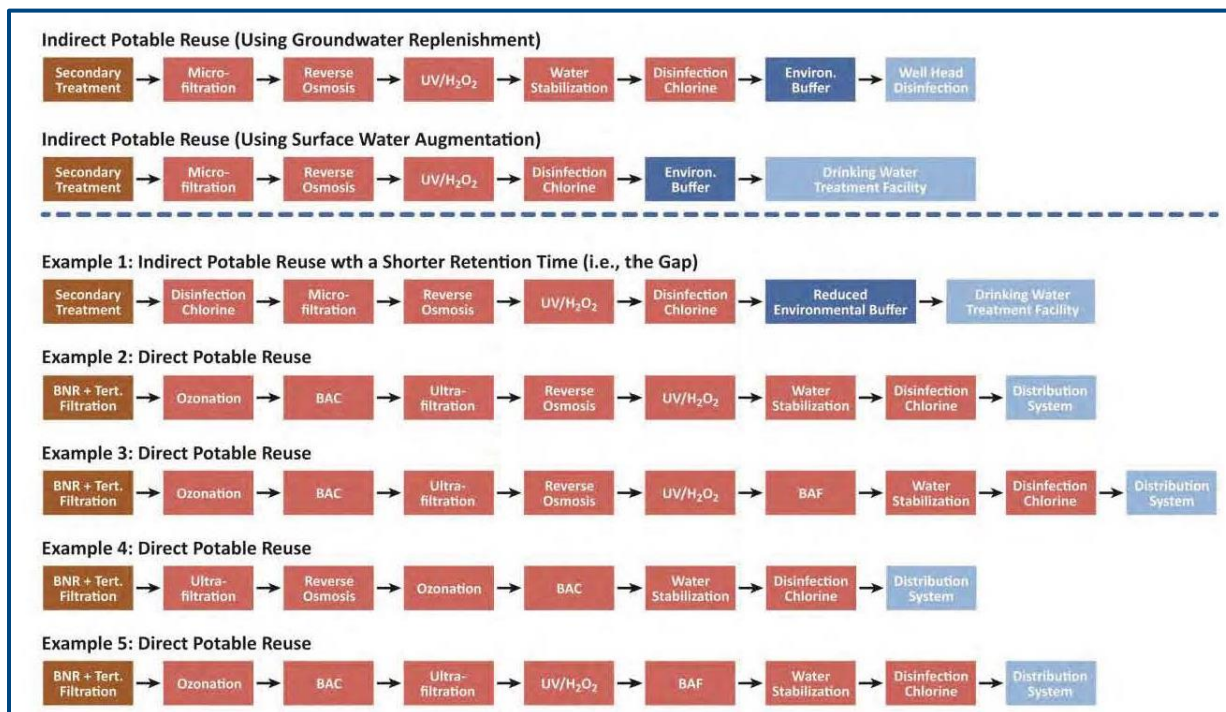 Indirect Potable Reuse (Using Groundwater Replenishment)
Secondary Treatment
Micro-filtration
Reverse Osmosis
UV/H₂O₂
Water Stabilization
Disinfection Chlorine
Environ. Buffer
Well Head Disinfection
Indirect Potable Reuse (Using Surface Water Augmentation)
Secondary Treatment
Micro-filtration
Reverse Osmosis
UV/H₂O₂
Disinfection Chlorine
Environ. Buffer
Drinking Water Treatment Facility
Example 1: Indirect Potable Reuse wth a Shorter Retention Time (i.e., the Gap)
Secondary Treatment
Disinfection Chlorine
Micro-filtration
Reverse Osmosis
UV/H₂O₂
Disinfection Chlorine
Reduced Environmental Buffer
Drinking Water Treatment Facility
Example 2: Direct Potable Reuse
BNR + Tert. Filtration
Ozonation
BAC
Ultra-filtration
Reverse Osmosis
UV/H₂O₂
Water Stabilization
Disinfection Chlorine
Distribution System
Example 3: Direct Potable Reuse
BNR + Tert. Filtration
Ozonation
BAC
Ultra-filtration
Reverse Osmosis
UV/H₂O₂
BAF
Water Stabilization
Disinfection Chlorine
Distribution System
Example 4: Direct Potable Reuse
BNR + Tert. Filtration
Ultra-filtration
Reverse Osmosis
Ozonation
BAC
Water Stabilization
Disinfection Chlorine
Distribution System
Example 5: Direct Potable Reuse
BNR + Tert. Filtration
Ozonation
BAC
Ultra-filtration
UV/H₂O₂
BAF
Water Stabilization
Disinfection Chlorine
Distribution System